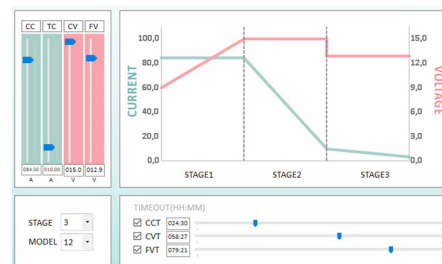 CC TC CV FV
084.50 010.00 015.0 012.9
A A V V
100,0
80,0
60,0
40,0
20,0
0,0
CURRENT
15,0
12,0
9,0
6,0
3,0
0,0
VOLTAGE
STAGE1 STAGE2 STAGE3
STAGE 3
MODEL 12
TIMEOUT(HH:MM)
CCT 024:30
CVT 058:27
FVT 079:21